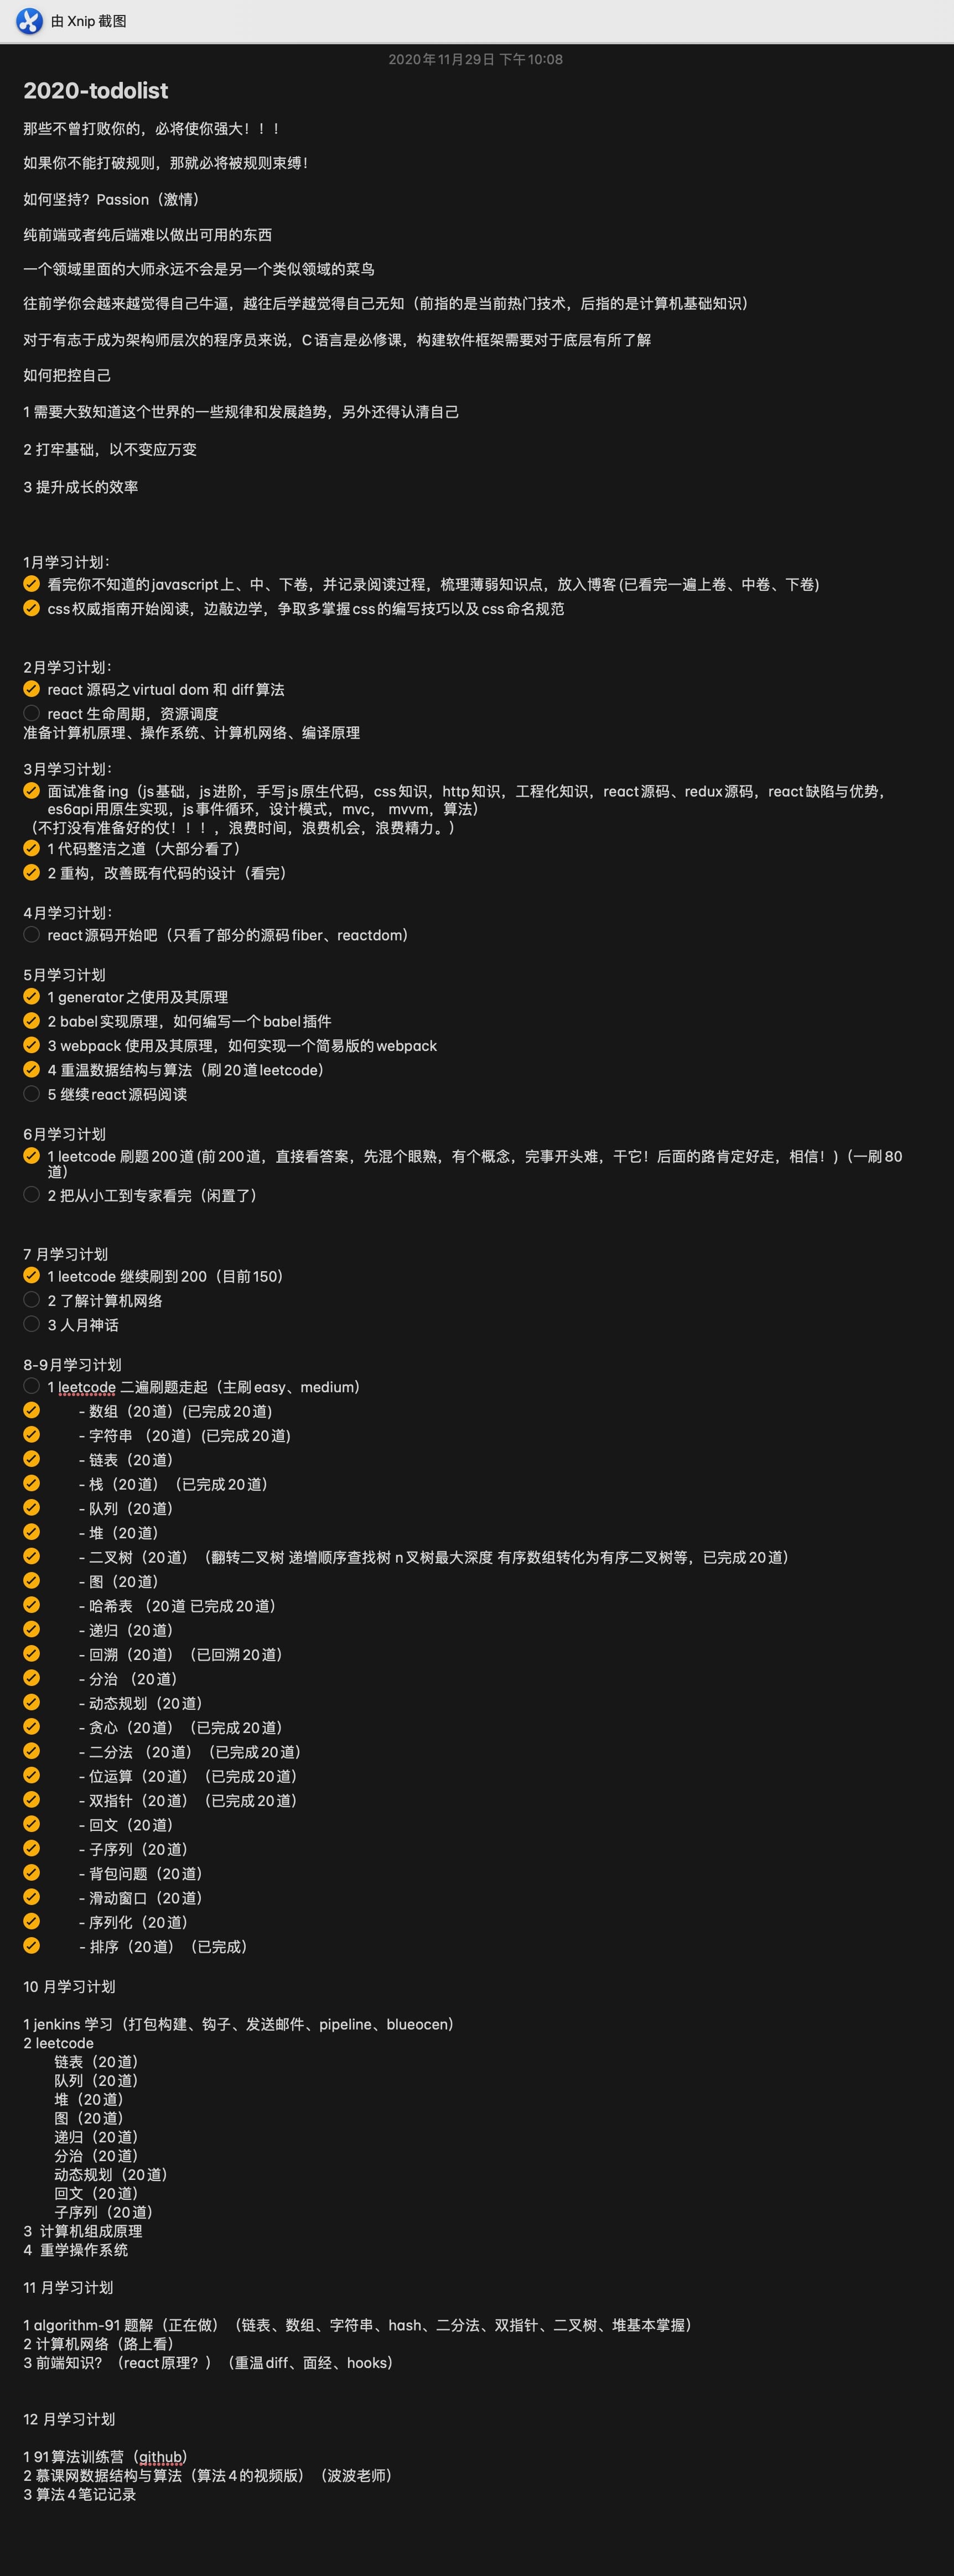 由 Xnip 截图
2020年11月29日 下午10:08
2020-todolist
那些不曾打败你的，必将使你强大！！！
如果你不能打破规则，那就必将被规则束缚！
如何坚持？Passion（激情）
纯前端或者纯后端难以做出可用的东西
一个领域里面的大师永远不会是另一个类似领域的菜鸟
往前学你会越来越觉得自己牛逼，越往后学越觉得自己无知（前指的是当前热门技术，后指的是计算机基础知识）
对于有志于成为架构师层次的程序员来说，C语言是必修课，构建软件框架需要对于底层有所了解
如何把控自己
1 需要大致知道这个世界的一些规律和发展趋势，另外还得认清自己
2 打牢基础，以不变应万变
3 提升成长的效率
1月学习计划：
看完你不知道的javascript上、中、下卷，并记录阅读过程，梳理薄弱知识点，放入博客(已看完一遍上卷、中卷、下卷)
css权威指南开始阅读，边敲边学，争取多掌握css的编写技巧以及css命名规范
2月学习计划：
react 源码之virtual dom 和 diff算法
react 生命周期，资源调度
准备计算机原理、操作系统、计算机网络、编译原理
3月学习计划：
面试准备ing（js基础，js进阶，手写js原生代码，css知识，http知识，工程化知识，react源码、redux源码，react缺陷与优势，
es6api用原生实现，js事件循环，设计模式，mvc， mvvm，算法）
（不打没有准备好的仗！！！，浪费时间，浪费机会，浪费精力。）
1 代码整洁之道（大部分看了）
2 重构，改善既有代码的设计（看完）
4月学习计划：
react源码开始吧（只看了部分的源码fiber、reactdom）
5月学习计划
1 generator之使用及其原理
2 babel实现原理，如何编写一个babel插件
3 webpack 使用及其原理，如何实现一个简易版的webpack
4 重温数据结构与算法（刷20道leetcode）
5 继续react源码阅读
6月学习计划
1 leetcode 刷题200道(前200道，直接看答案，先混个眼熟，有个概念，完事开头难，干它！后面的路肯定好走，相信！)（一刷80
道）
2 把从小工到专家看完（闲置了）
7 月学习计划
1 leetcode 继续刷到200（目前150）
2 了解计算机网络
3 人月神话
8-9月学习计划
1 leetcode 二遍刷题走起（主刷easy、medium）
- 数组（20道）(已完成20道)
- 字符串 （20道）(已完成20道)
- 链表（20道）
- 栈（20道）（已完成20道）
- 队列（20道）
- 堆（20道）
- 二叉树（20道）（翻转二叉树 递增顺序查找树 n叉树最大深度 有序数组转化为有序二叉树等，已完成20道）
- 图（20道）
- 哈希表 （20道 已完成20道）
- 递归（20道）
- 回溯（20道）（已回溯20道）
- 分治 （20道）
- 动态规划（20道）
- 贪心（20道）（已完成20道）
- 二分法 （20道）（已完成20道）
- 位运算（20道）（已完成20道）
- 双指针（20道）（已完成20道）
- 回文（20道）
- 子序列（20道）
- 背包问题（20道）
- 滑动窗口（20道）
- 序列化（20道）
- 排序（20道）（已完成）
10 月学习计划
1 jenkins 学习（打包构建、钩子、发送邮件、pipeline、blueocen）
2 leetcode
链表（20道）
队列（20道）
堆（20道）
图（20道）
递归（20道）
分治（20道）
动态规划（20道）
回文（20道）
子序列（20道）
3 计算机组成原理
4 重学操作系统
11 月学习计划
1 algorithm-91 题解（正在做）（链表、数组、字符串、hash、二分法、双指针、二叉树、堆基本掌握）
2 计算机网络（路上看）
3 前端知识？（react原理？）（重温diff、面经、hooks）
12 月学习计划
1 91算法训练营（github）
2 慕课网数据结构与算法（算法4的视频版）（波波老师）
3 算法4笔记记录